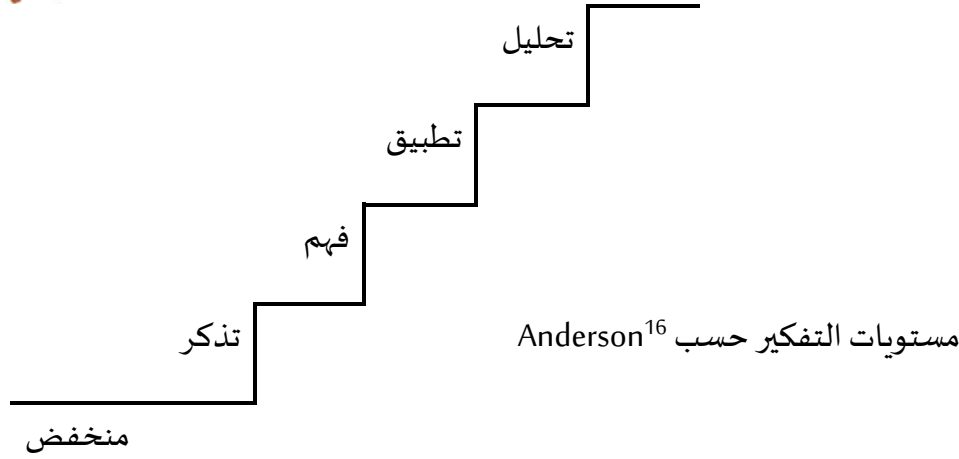 تحليل
تطبيق
فهم
تذكر
مستويات التفكير حسب Anderson16
منخفض